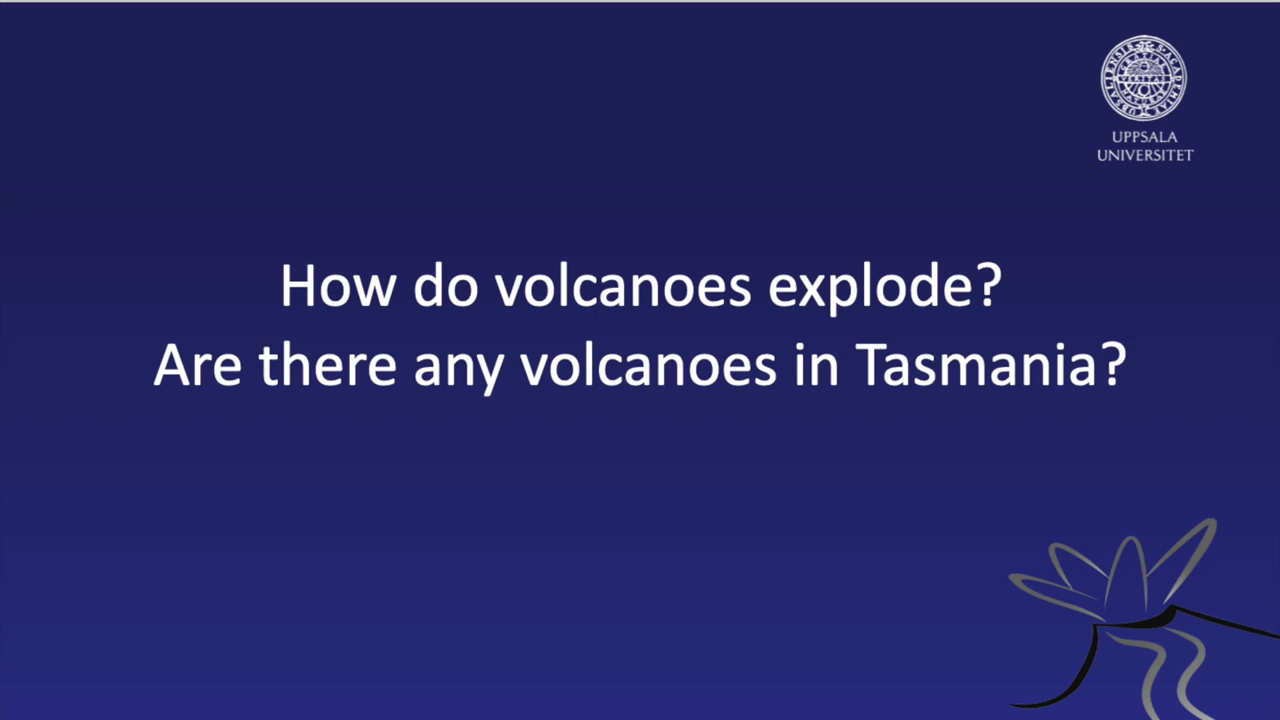 UPPSALA
UNIVERSITET
How do volcanoes explode?
Are there any volcanoes in Tasmania?